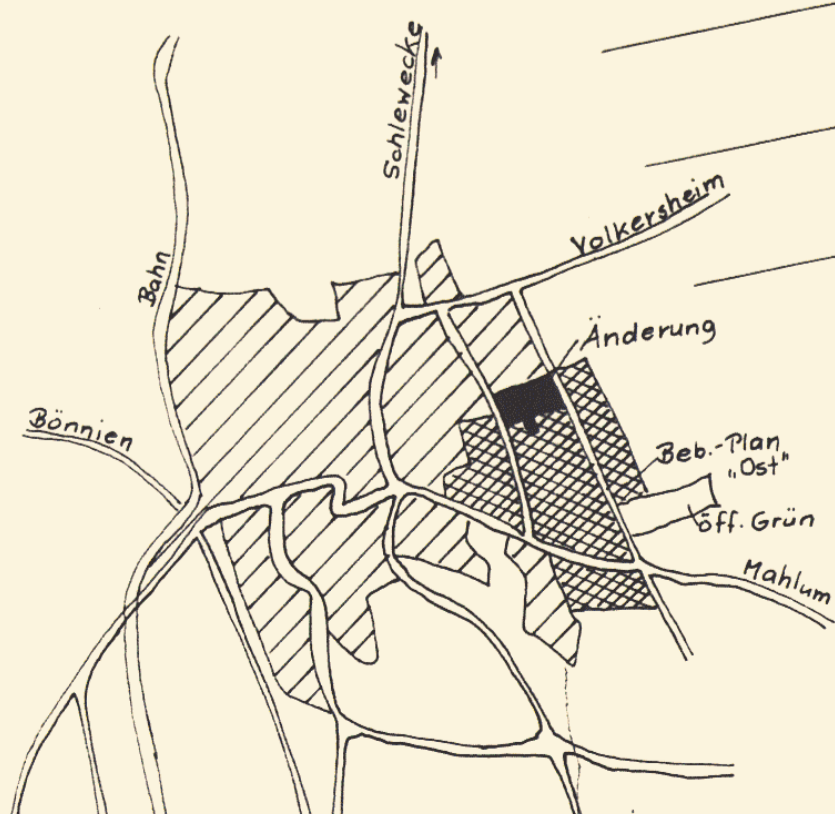 Schlewecke
Volkersheim
Bahn
Änderung
Bönnien
Beb.-Plan
„Ost"
öff. Grün
Mahlum